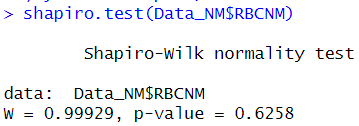 > shapiro.test(Data_NM$RBCNM)
Shapiro-Wilk normality test
data:  Data_NM$RBCNM
W = 0.99929, p-value = 0.6258